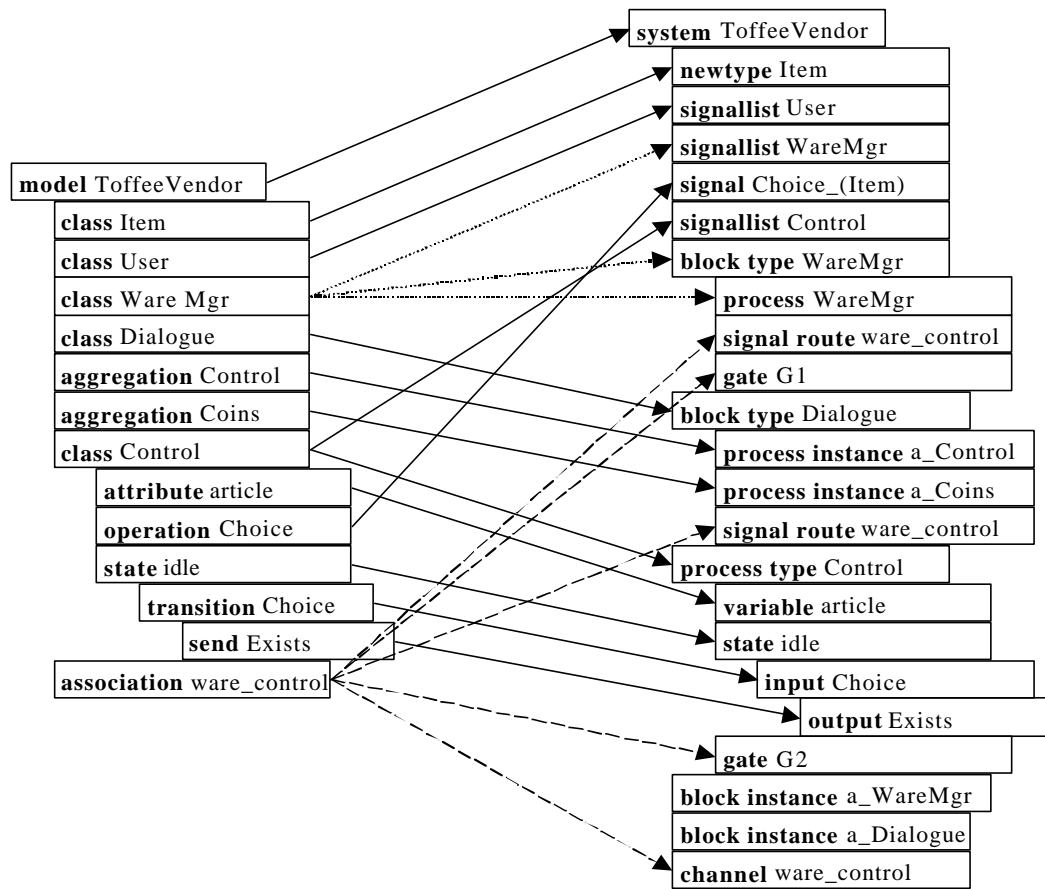 model ToffeeVendor
class Item
class User
class Ware Mgr
class Dialogue
aggregation Control
aggregation Coins
class Control
attribute article
operation Choice
state idle
transition Choice
send Exists
association ware_control
system ToffeeVendor
newtype Item
signallist User
signallist WareMgr
signal Choice_(Item)
signallist Control
block type WareMgr
process WareMgr
signal route ware_control
gate G1
block type Dialogue
process instance a_Control
process instance a_Coins
signal route ware_control
process type Control
variable article
state idle
input Choice
output Exists
gate G2
block instance a_WareMgr
block instance a_Dialogue
channel ware_control